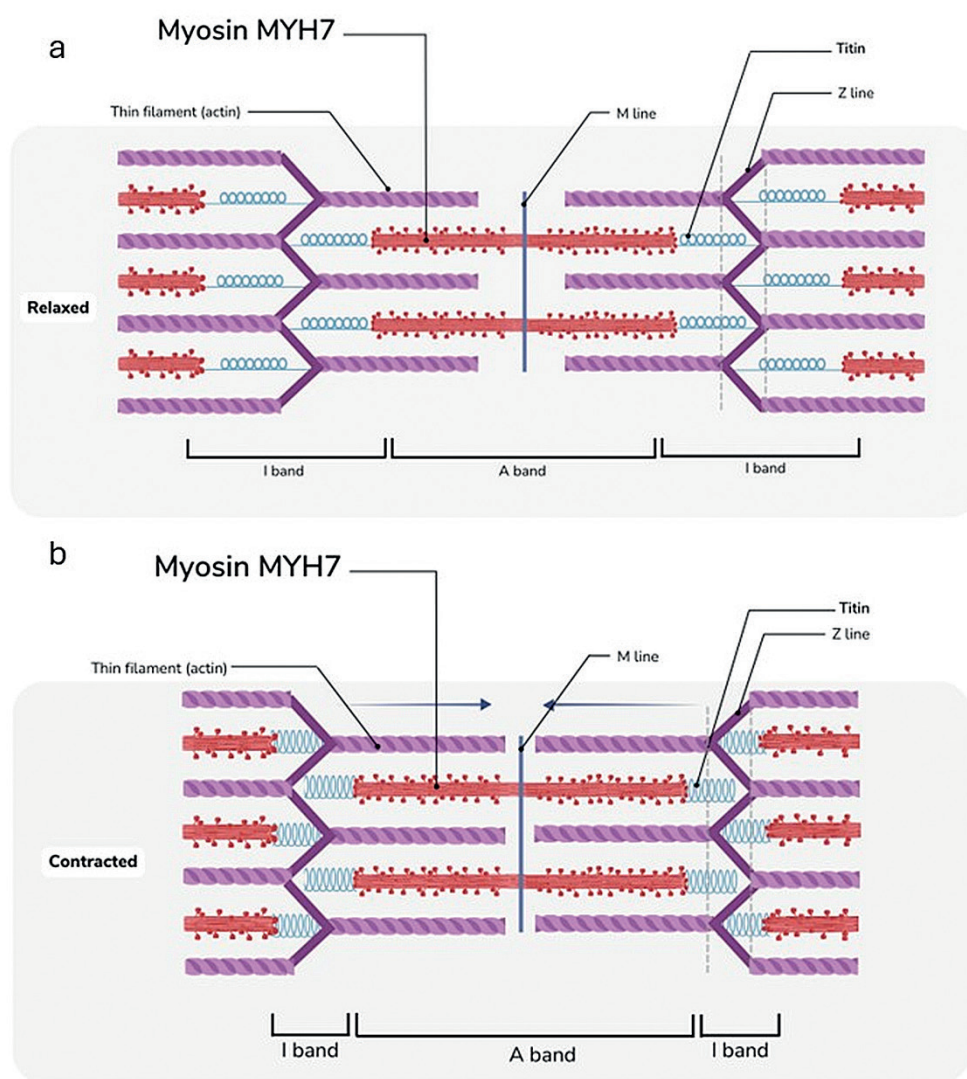 a
Myosin MYH7
Titin
Z line
Thin filament (actin)
M line
Relaxed
I band
A band
I band
b
Myosin MYH7
Titin
Z line
Thin filament (actin)
M line
Contracted
I band
A band
I band